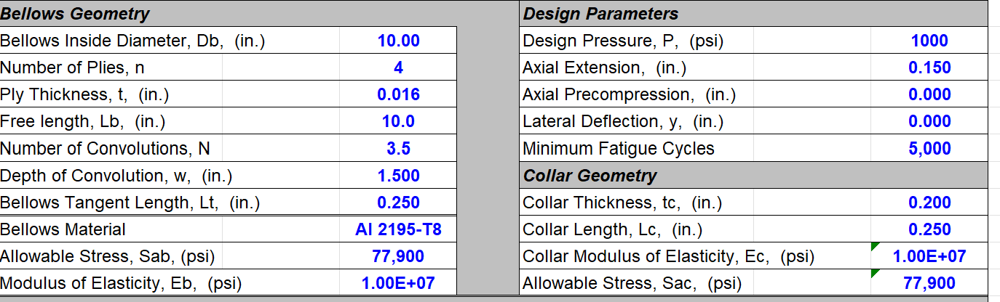 Bellows Geometry
Bellows Inside Diameter, Db, (in.) 10.00
Number of Plies, n 4
Ply Thickness, t, (in.) 0.016
Free length, Lb, (in.) 10.0
Number of Convolutions, N 3.5
Depth of Convolution, w, (in.) 1.500
Bellows Tangent Length, Lt, (in.) 0.250
Bellows Material Al 2195-T8
Allowable Stress, Sab, (psi) 77,900
Modulus of Elasticity, Eb, (psi) 1.00E+07
Design Parameters
Design Pressure, P, (psi) 1000
Axial Extension, (in.) 0.150
Axial Precompression, (in.) 0.000
Lateral Deflection, y, (in.) 0.000
Minimum Fatigue Cycles 5,000
Collar Geometry
Collar Thickness, tc, (in.) 0.200
Collar Length, Lc, (in.) 0.250
Collar Modulus of Elasticity, Ec, (psi) 1.00E+07
Allowable Stress, Sac, (psi) 77,900